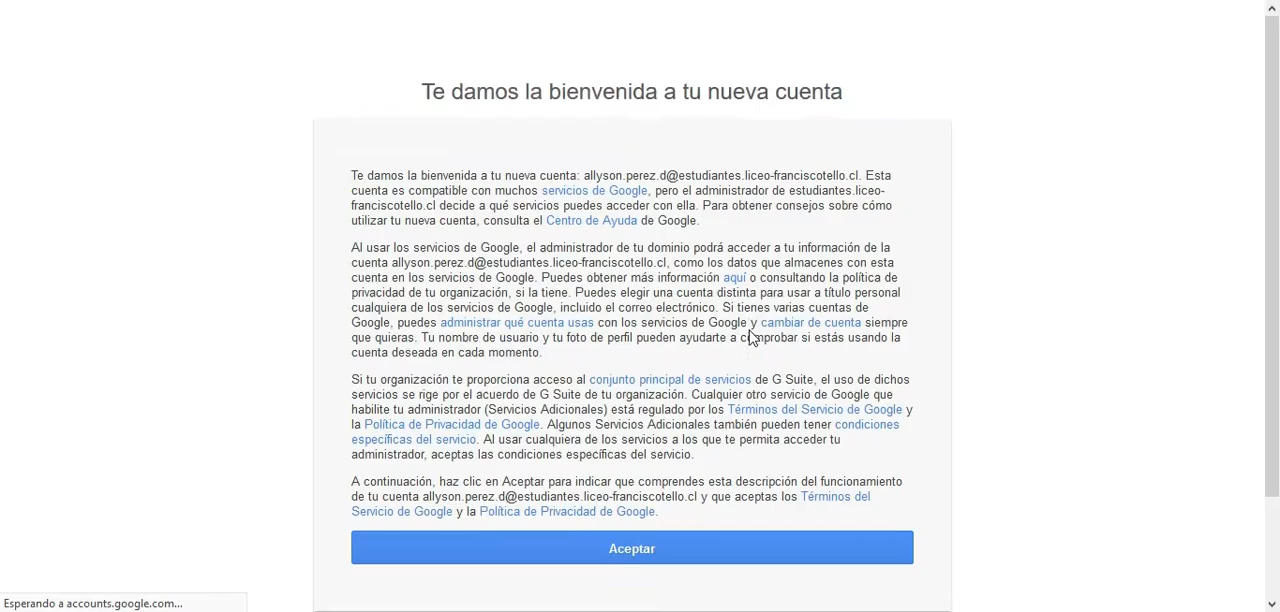 Te damos la bienvenida a tu nueva cuenta
Te damos la bienvenida a tu nueva cuenta: allyson.perez.d@estudiantes.liceo-franciscotello.cl. Esta
cuenta es compatible con muchos servicios de Google, pero el administrador de estudiantes.liceo-
franciscotello.cl decide a qué servicios puedes acceder con ella. Para obtener consejos sobre cómo
utilizar tu nueva cuenta, consulta el Centro de Ayuda de Google.
Al usar los servicios de Google, el administrador de tu dominio podrá acceder a tu información de la
cuenta allyson.perez.d@estudiantes.liceo-franciscotello.cl, como los datos que almacenes con esta
cuenta en los servicios de Google. Puedes obtener más información aquí o consultando la política de
privacidad de tu organización, si la tiene. Puedes elegir una cuenta distinta para usar a título personal
cualquiera de los servicios de Google, incluido el correo electrónico. Si tienes varias cuentas de
Google, puedes administrar qué cuenta usas con los servicios de Google y cambiar de cuenta siempre
que quieras. Tu nombre de usuario y tu foto de perfil pueden ayudarte a comprobar si estás usando la
cuenta deseada en cada momento.
Si tu organización te proporciona acceso al conjunto principal de servicios de G Suite, el uso de dichos
servicios se rige por el acuerdo de G Suite de tu organización. Cualquier otro servicio de Google que
habilite tu administrador (Servicios Adicionales) está regulado por los Términos del Servicio de Google y
la Política de Privacidad de Google. Algunos Servicios Adicionales también pueden tener condiciones
específicas del servicio. Al usar cualquiera de los servicios a los que te permita acceder tu
administrador, aceptas las condiciones específicas del servicio.
A continuación, haz clic en Aceptar para indicar que comprendes esta descripción del funcionamiento
de tu cuenta allyson.perez.d@estudiantes.liceo-franciscotello.cl y que aceptas los Términos del
Servicio de Google y la Política de Privacidad de Google.
Aceptar
Esperando a accounts.google.com...